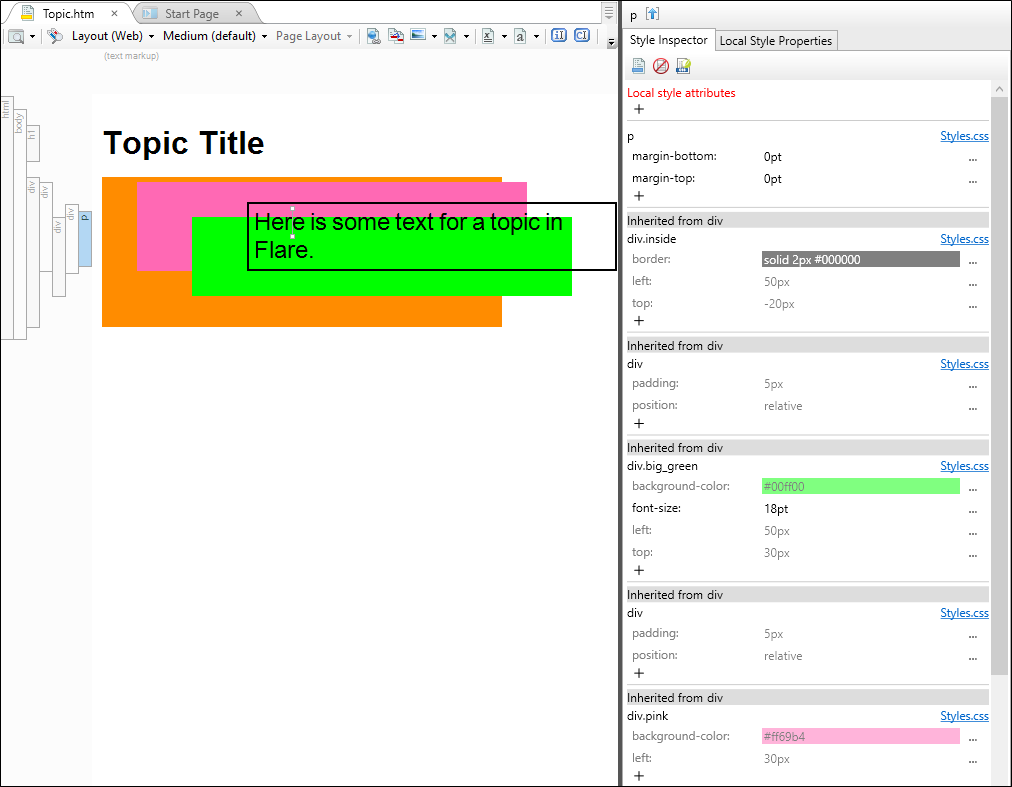 Topic.htm × Start Page ×
Layout (Web) Medium (default) Page Layout
(text markup)
html
body
h1
div
div
div
div
p
Topic Title
Here is some text for a topic in
Flare.
p
Style Inspector Local Style Properties
Local style attributes
+
p Styles.css
margin-bottom: 0pt ...
margin-top: 0pt ...
+
Inherited from div
div.inside Styles.css
border: solid 2px #000000 ...
left: 50px ...
top: -20px ...
+
Inherited from div
div Styles.css
padding: 5px ...
position: relative ...
+
Inherited from div
div.big_green Styles.css
background-color: #00ff00 ...
font-size: 18pt ...
left: 50px ...
top: 30px ...
+
Inherited from div
div Styles.css
padding: 5px ...
position: relative ...
+
Inherited from div
div.pink Styles.css
background-color: #ff69b4 ...
left: 30px ...
+